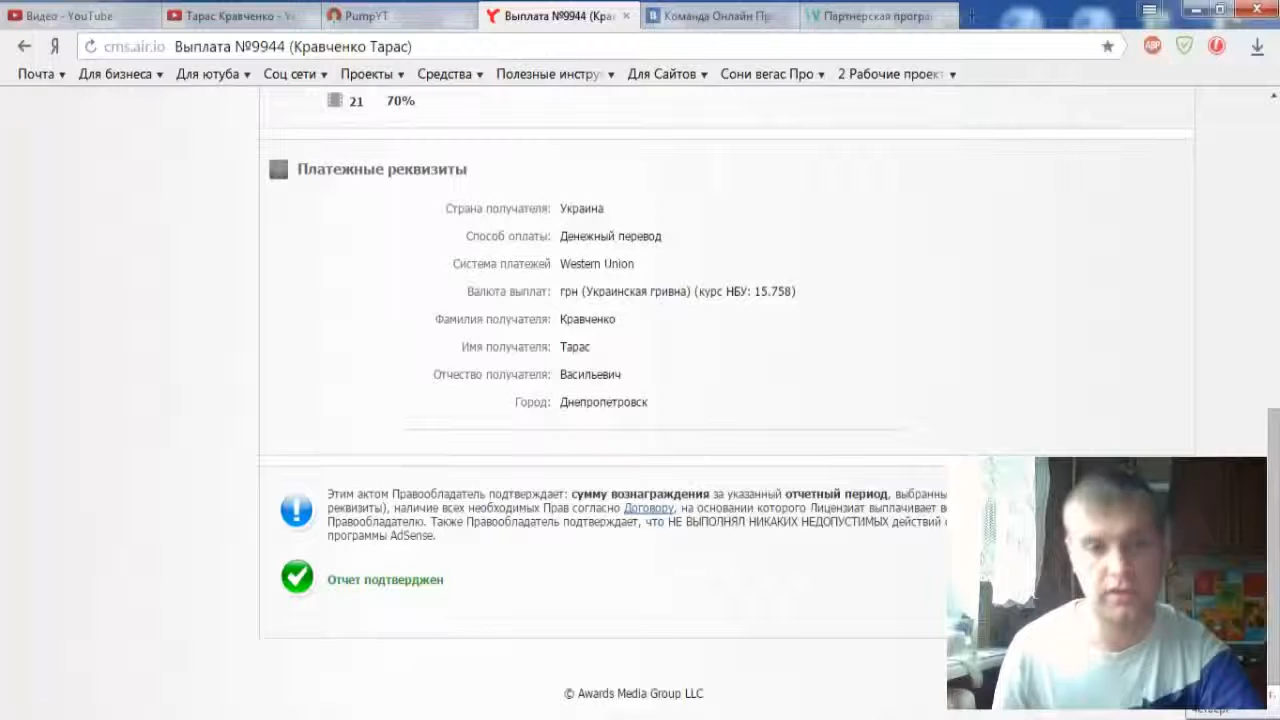 Видео - YouTube
Тарас Кравченко - Yo
PumpYT
Выплата №9944 (Кра
Команда Онлайн Пр
Партнерская програ
cms.air.io Выплата №9944 (Кравченко Тарас)
ABP
Почта
Для бизнеса
Для ютуба
Соц сети
Проекты
Средства
Полезные инстру
Для Сайтов
Сони вегас Про
2 Рабочие проект
21 70%
Платежные реквизиты
Страна получателя: Украина
Способ оплаты: Денежный перевод
Система платежей Western Union
Валюта выплат: грн (Украинская гривна) (курс НБУ: 15.758)
Фамилия получателя: Кравченко
Имя получателя: Тарас
Отчество получателя: Васильевич
Город: Днепропетровск
Этим актом Правообладатель подтверждает: сумму вознаграждения за указанный отчетный период, выбранны
реквизиты), наличие всех необходимых Прав согласно Договору, на основании которого Лицензиат выплачивает в
Правообладателю. Также Правообладатель подтверждает, что НЕ ВЫПОЛНЯЛ НИКАКИХ НЕДОПУСТИМЫХ действий
программы AdSense.
Отчет подтвержден
© Awards Media Group LLC